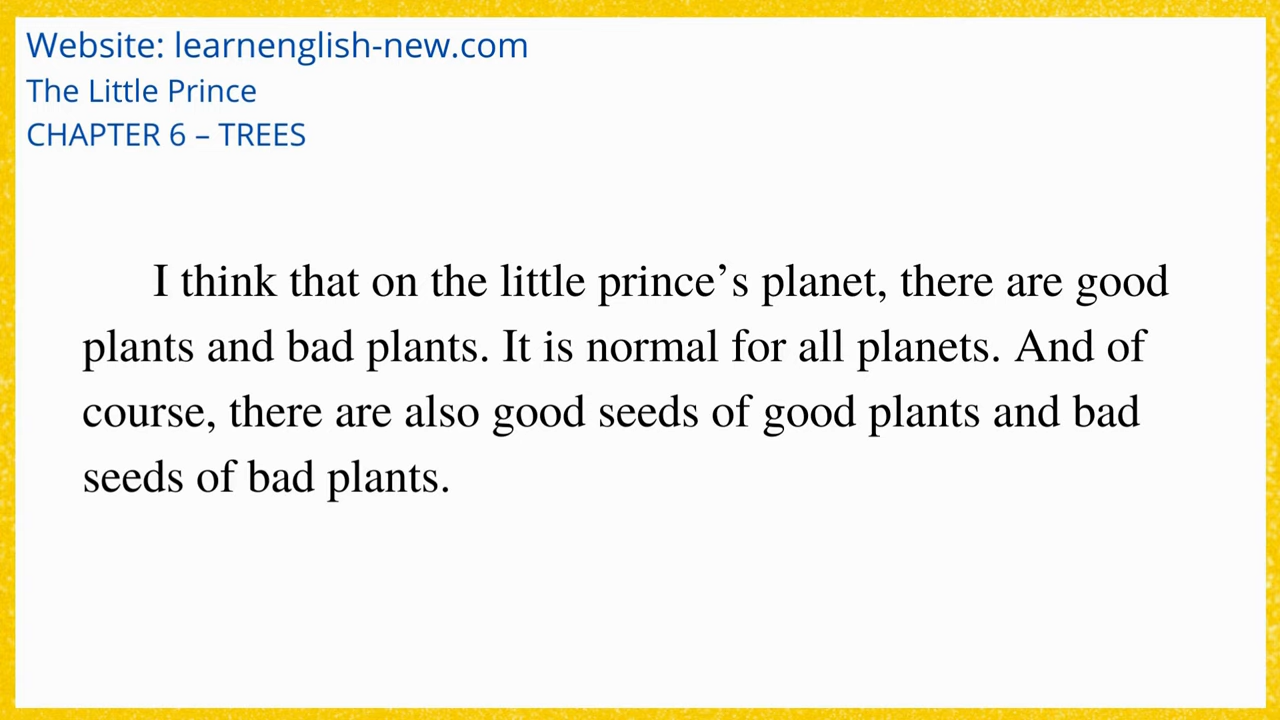 Website: learnenglish-new.com
The Little Prince
CHAPTER 6 – TREES
I think that on the little prince’s planet, there are good
plants and bad plants. It is normal for all planets. And of
course, there are also good seeds of good plants and bad
seeds of bad plants.